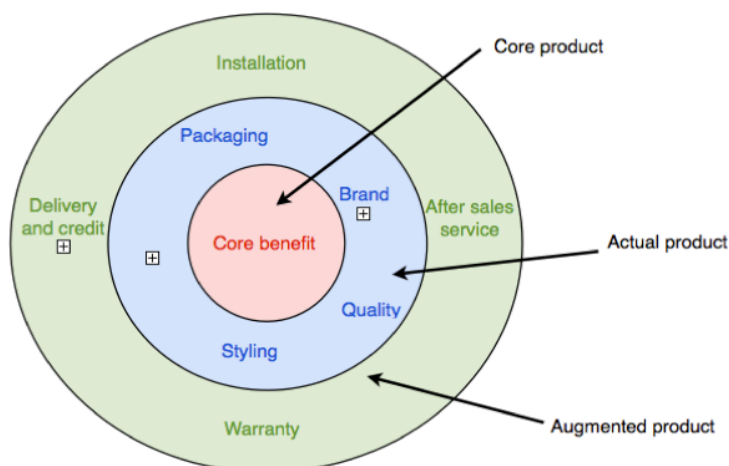 Core product
Installation
Packaging
Brand
Delivery
and credit
After sales
service
Core benefit
Actual product
Quality
Styling
Augmented product
Warranty